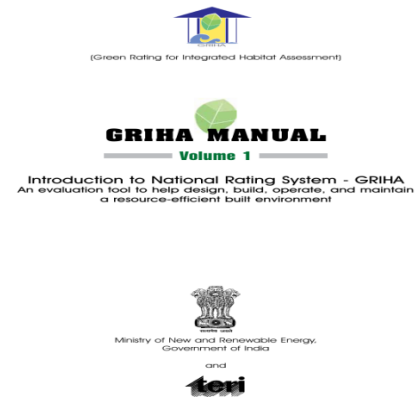 (Green Rating for Integrated Habitat Assessment)
GRIHA MANUAL
Volume 1
Introduction to National Rating System - GRIHA
An evaluation tool to help design, build, operate, and maintain
a resource-efficient built environment
Ministry of New and Renewable Energy,
Government of India
and
teri